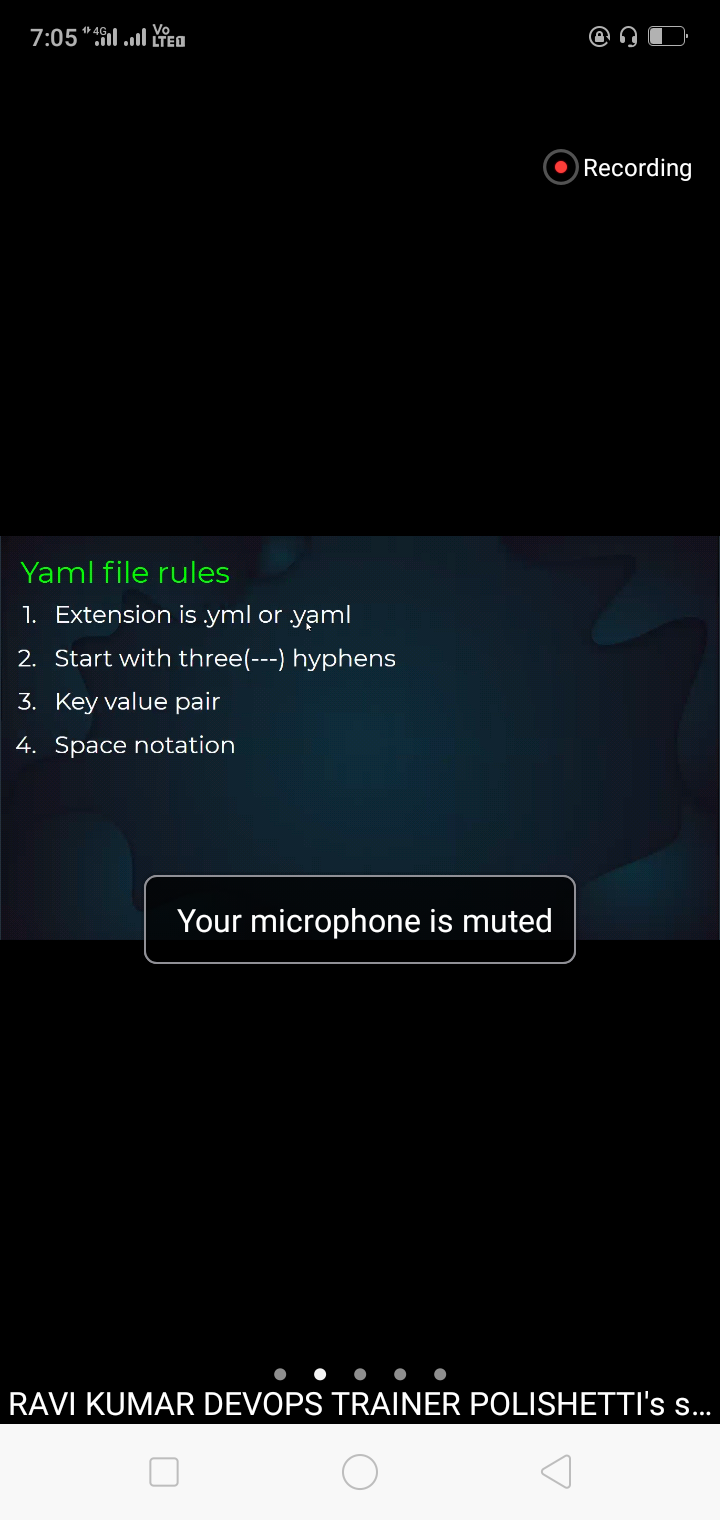 7:05 4G Vo LTE1
Recording
Yaml file rules
1. Extension is .yml or .yaml
2. Start with three(---) hyphens
3. Key value pair
4. Space notation
Your microphone is muted
RAVI KUMAR DEVOPS TRAINER POLISHETTI's s...